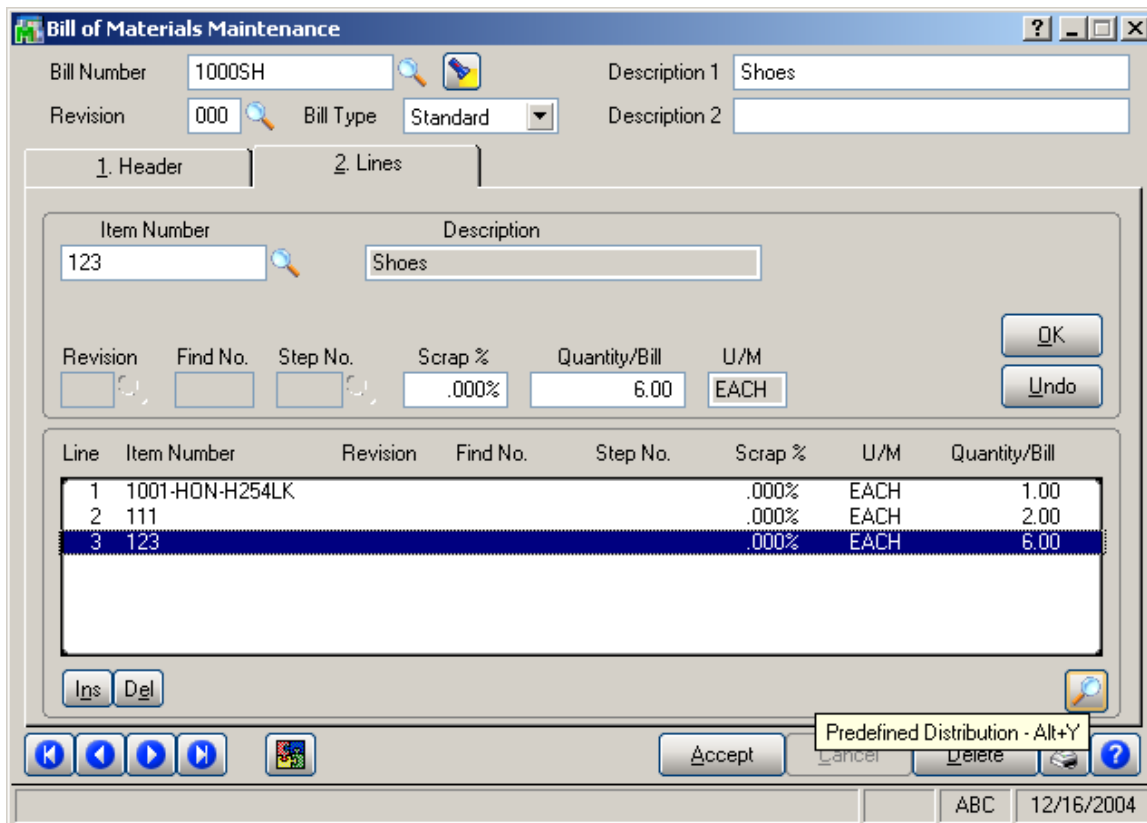 Bill of Materials Maintenance
Bill Number 1000SH Description 1 Shoes
Revision 000 Bill Type Standard Description 2
1. Header 2. Lines
Item Number Description
123 Shoes
OK
Revision Find No. Step No. Scrap % Quantity/Bill U/M
.000% 6.00 EACH
Undo
Line Item Number Revision Find No. Step No. Scrap % U/M Quantity/Bill
1 1001-HON-H254LK .000% EACH 1.00
2 111 .000% EACH 2.00
3 123 .000% EACH 6.00
Ins Del
Predefined Distribution - Alt+Y
Accept Cancel Delete
ABC 12/16/2004